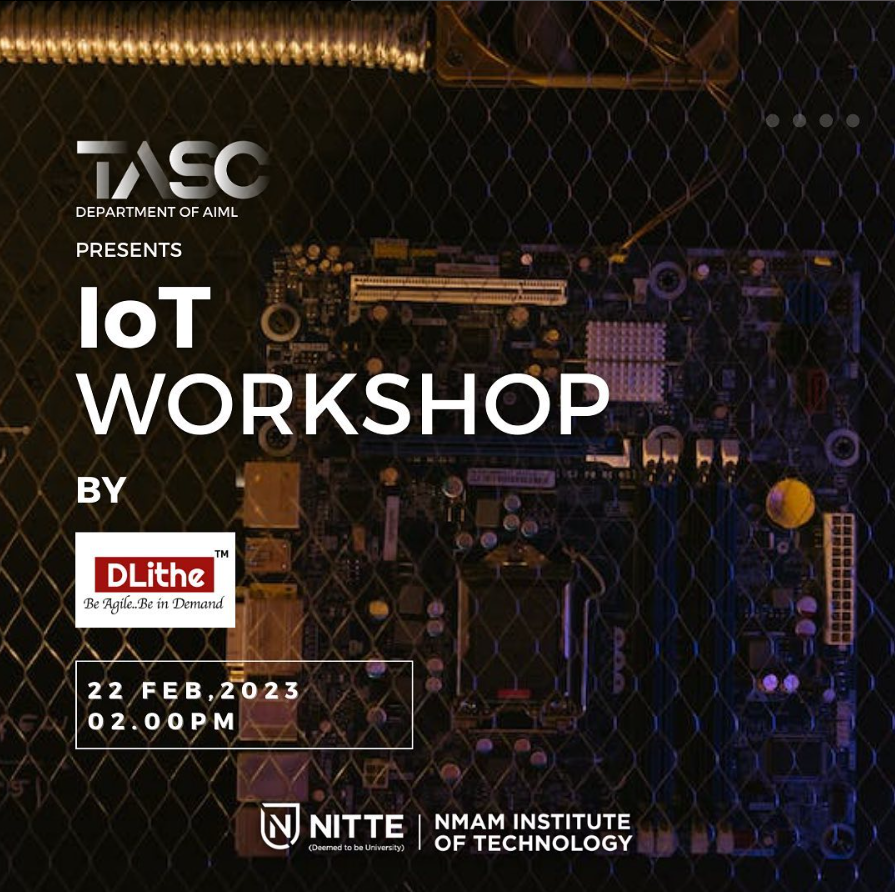 TASC
DEPARTMENT OF AIML
PRESENTS
IoT
WORKSHOP
BY
DLithe™
Be Agile..Be in Demand
22 FEB,2023
02.00PM
N NITTE
(Deemed to be University)
NMAM INSTITUTE
OF TECHNOLOGY